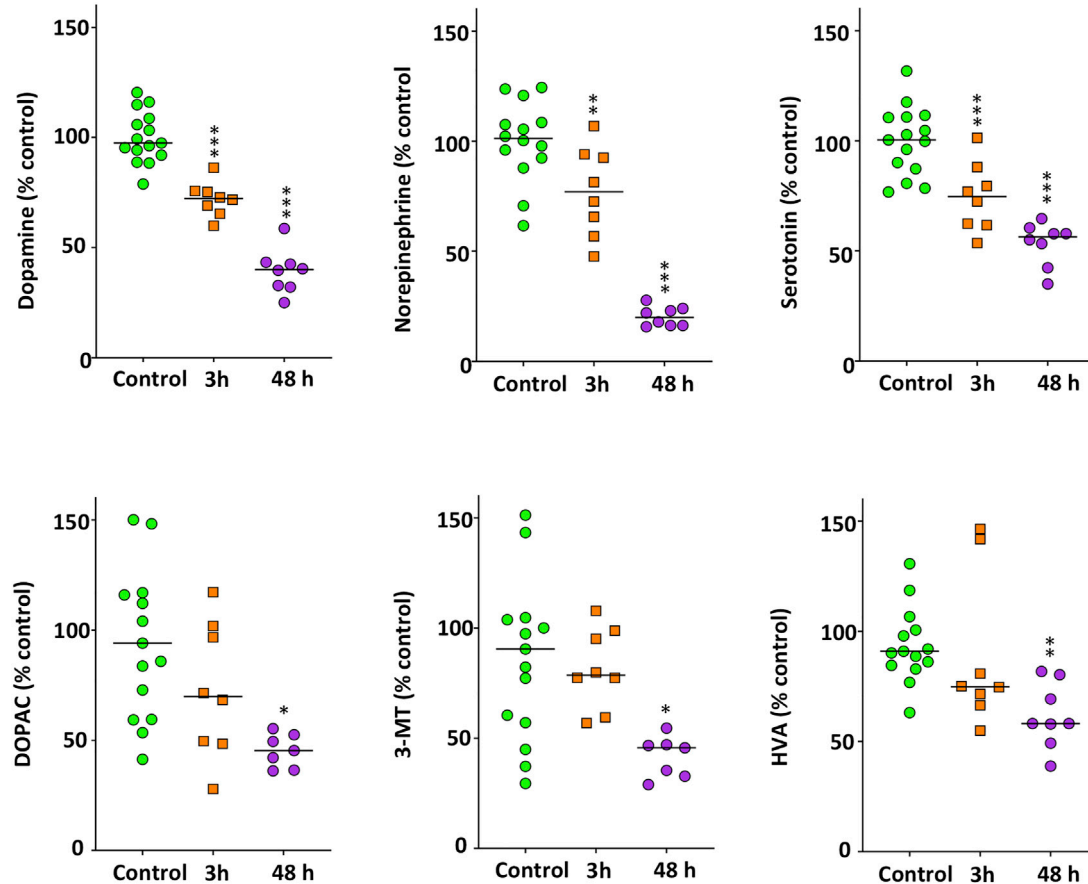 Dopamine (% control)
150
100
50
0
***
***
Control 3h 48 h
Norepinephrine (% control
150
100
50
0
**
***
Control 3h 48 h
Serotonin (% control)
150
100
50
0
***
***
Control 3h 48 h
DOPAC (% control)
150
100
50
0
*
Control 3h 48 h
3-MT (% control)
150
100
50
0
*
Control 3h 48 h
HVA (% control)
150
100
50
0
**
Control 3h 48 h